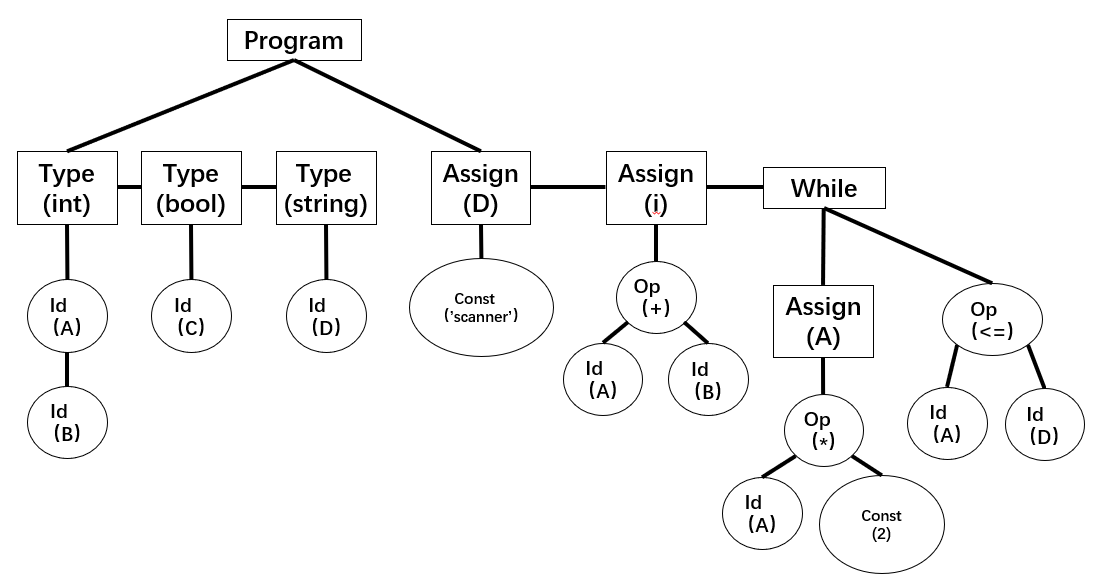 Program
Type
(int)
Type
(bool)
Type
(string)
Assign
(D)
Assign
(i)
While
Id
(A)
Id
(C)
Id
(D)
Const
('scanner')
Op
(+)
Assign
(A)
Op
(<=)
Id
(B)
Id
(A)
Id
(B)
Op
(*)
Id
(A)
Id
(D)
Id
(A)
Const
(2)